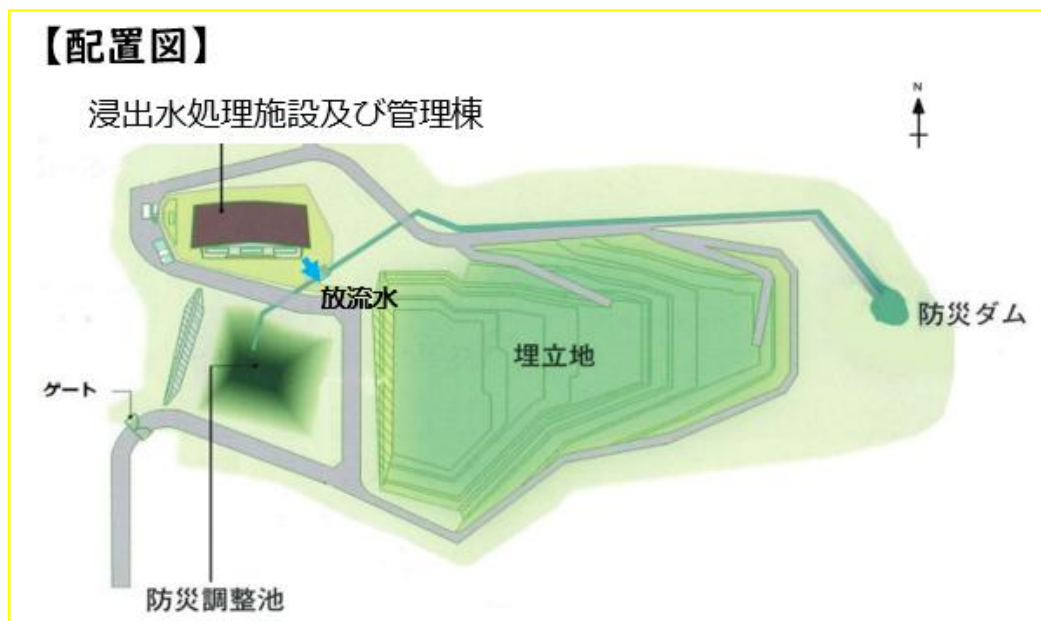 【配置図】
浸出水処理施設及び管理棟
N
放流水
防災ダム
埋立地
ゲート
防災調整池